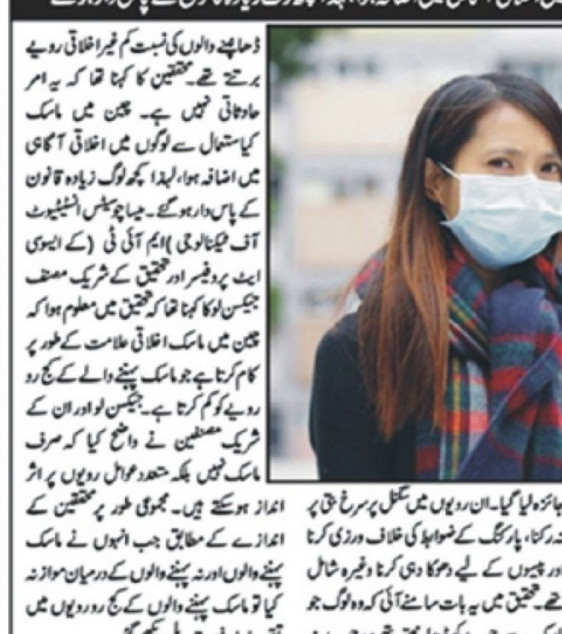 ڈھاپنے والوں کی نسبت کم غیر اخلاقی رویے
برتتے تھے۔ محققین کا کہنا تھا کہ یہ امر
حادثاتی نہیں ہے۔ چین میں ماسک
کیا ستعمال سے لوگوں میں اخلاقی آگاہی
میں اضافہ ہوا، لہذا کچھ لوگ زیادہ قانون
کے پاس دار ہو گئے۔ میساچوسٹس انسٹیٹیوٹ
آف ٹیکنالوجی )ایم آئی ٹی (کے ایسوسی
ایٹ پروفیسر اور تحقیق کے شریک مصنف
جیکسن لو کا کہنا تھا کہ تحقیق میں معلوم ہوا کہ
چین میں ماسک اخلاقی علامت کے طور پر
کام کرتا ہے جو ماسک پہننے والے کے کج رو
رویے کو کم کرتا ہے۔ جیکسن لو اور ان کے
شریک مصنفین نے واضح کیا کہ صرف
ماسک نہیں بلکہ متعدد عوامل رویوں پر اثر
انداز ہو سکتے ہیں۔ مجموعی طور پر محققین کے
اندازے کے مطابق جب انہوں نے ماسک
پہننے والوں اور نہ پہننے والوں کے درمیان موازنہ
کیا تو ماسک پہننے والوں کے کج رو رویوں میں
جائزہ لیا گیا۔ ان رویوں میں سگنل پر سرخ بتی پر
نہ رکنا، پارکنگ کے ضوابط کی خلاف ورزی کرنا
اور پیسوں کے لیے دھوکا دہی کرنا وغیرہ شامل
تھے۔ تحقیق میں یہ بات سامنے آئی کہ وہ لوگ جو